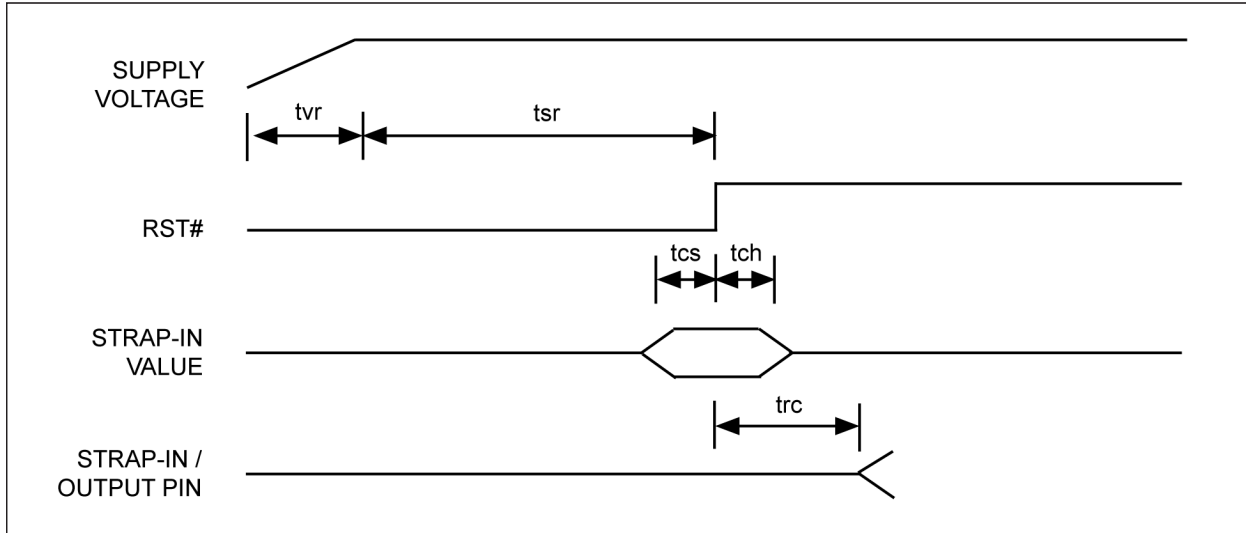 SUPPLY
VOLTAGE
tvr
tsr
RST#
tcs
tch
STRAP-IN
VALUE
trc
STRAP-IN /
OUTPUT PIN